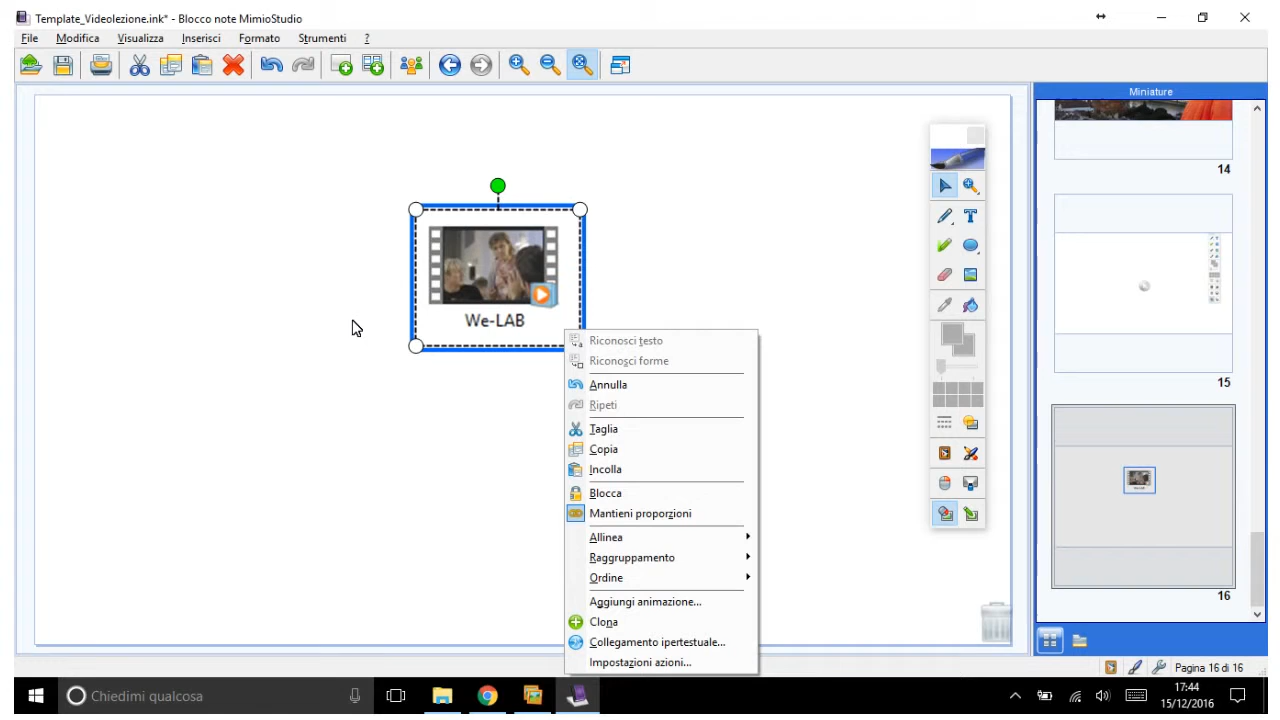 Template_Videolezione.ink* - Blocco note MimioStudio
File Modifica Visualizza Inserisci Formato Strumenti ?
Miniature
14
15
16
We-LAB
Riconosci testo
Riconosci forme
Annulla
Ripeti
Taglia
Copia
Incolla
Blocca
Mantieni proporzioni
Allinea
Raggruppamento
Ordine
Aggiungi animazione...
Clona
Collegamento ipertestuale...
Impostazioni azioni...
Pagina 16 di 16
Chiedimi qualcosa
17:44
15/12/2016